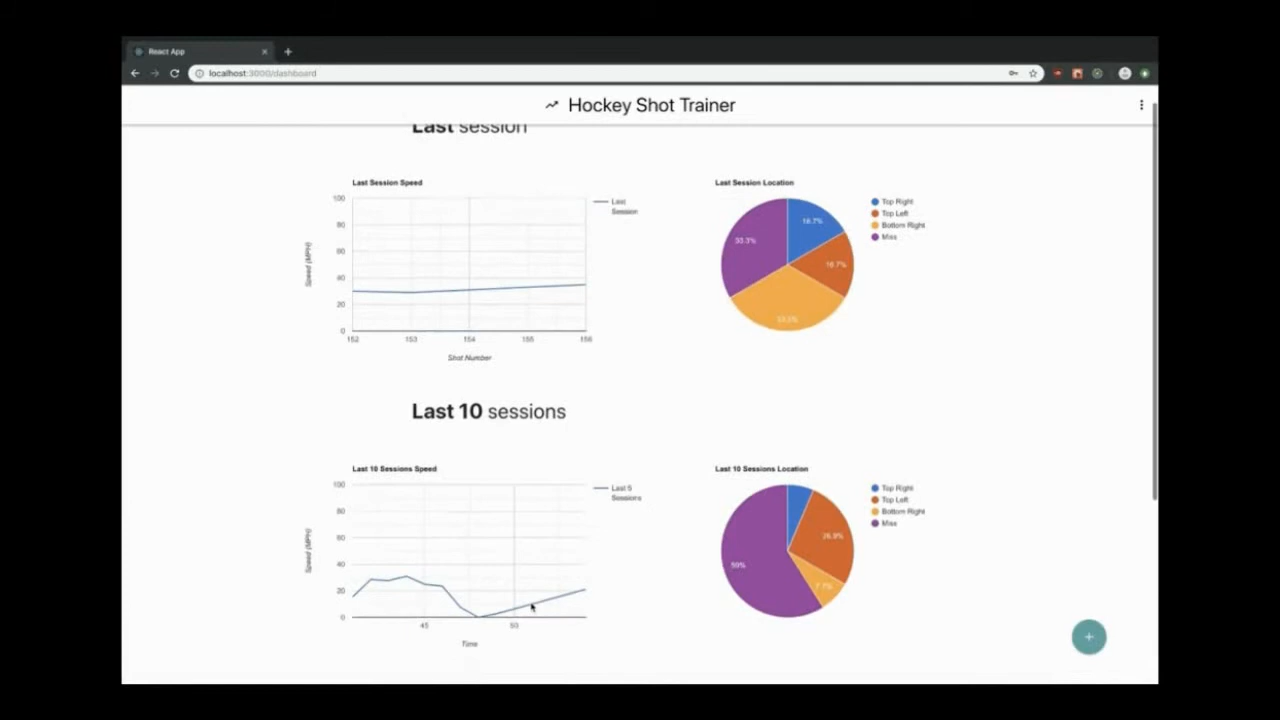 React App
localhost:3000/dashboard
Hockey Shot Trainer
Last session
Last Session Speed
100
80
60
40
20
0
Speed (MPH)
152
153
154
155
156
Shot Number
Last
Session
Last Session Location
16.7%
16.7%
33.3%
33.3%
Top Right
Top Left
Bottom Right
Miss
Last 10 sessions
Last 10 Sessions Speed
100
80
60
40
20
0
Speed (MPH)
45
50
Time
Last 5
Sessions
Last 10 Sessions Location
26.9%
7.7%
59%
Top Right
Top Left
Bottom Right
Miss